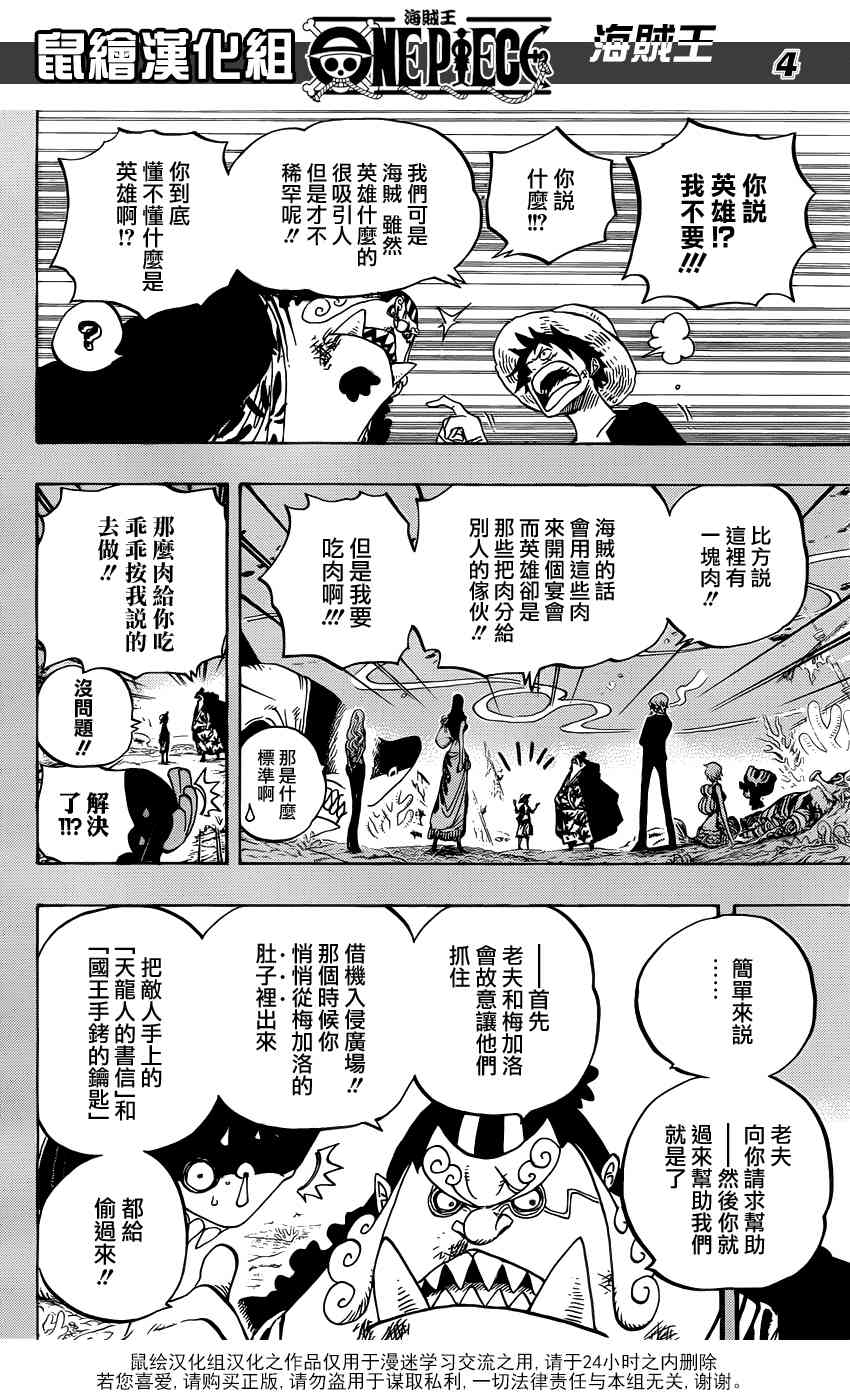 鼠繪漢化組
海賊王
ONE PIECE
海賊王
4
你說
英雄!?
我不要!!!
你說
什麼!!?
我們可是
海賊 雖然
英雄什麼的
很吸引人
但是才不
稀罕呢!!
你到底
懂不懂什麼是
英雄啊!?
?
比方說
這裡有
一塊肉!!
海賊的話
會用這些肉
來開個宴會
而英雄卻是
那些把肉分給
別人的傢伙!!
但是我要
吃肉啊!!!
那是什麼
標準啊
那麼肉給你吃
乖乖按我說的
去做!!
沒問題!!
解決
了!!?
簡單來說
……
老夫
向你請求幫助
——然後你就
過來幫助我們
就是了
——首先
老夫和梅加洛
會故意讓他們
抓住
借機入侵廣場!!
那個時候你
悄悄從梅加洛的
肚子裡出來
把敵人手上的
「天龍人的書信」和
「國王手銬的鑰匙」
都給
偷過來!!
鼠绘汉化组汉化之作品仅用于漫迷学习交流之用, 请于24小时之内删除
若您喜爱, 请购买正版, 请勿盗用于谋取私利, 一切法律责任与本组无关, 谢谢。